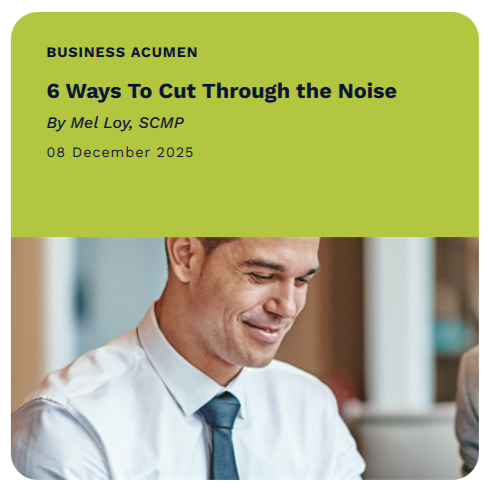 BUSINESS ACUMEN
6 Ways To Cut Through the Noise
By Mel Loy, SCMP
08 December 2025